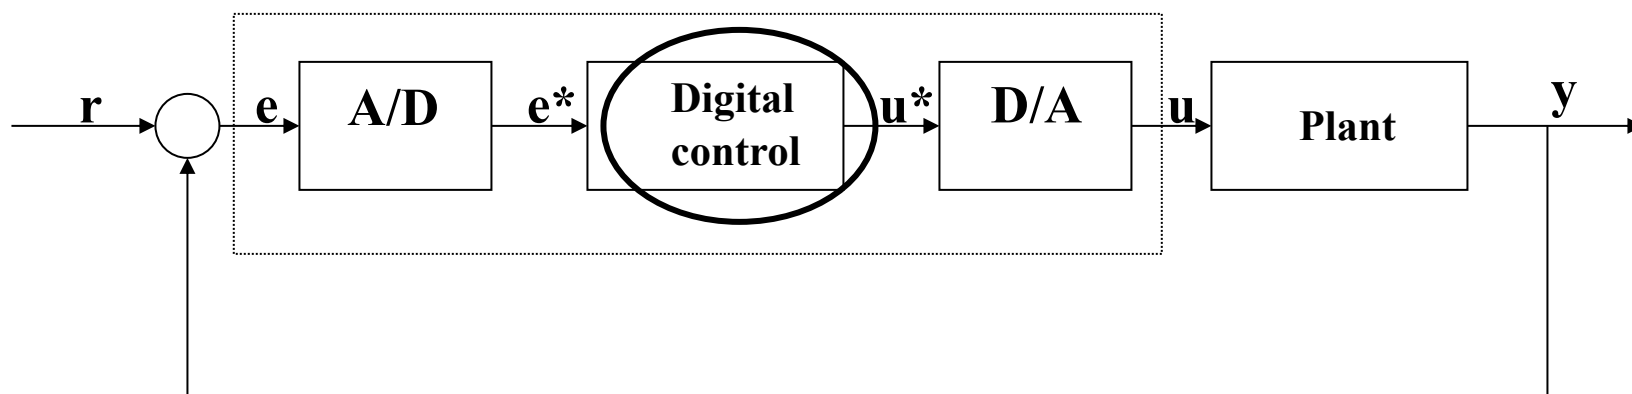 r
e
A/D
e*
Digital
control
u*
D/A
u
Plant
y